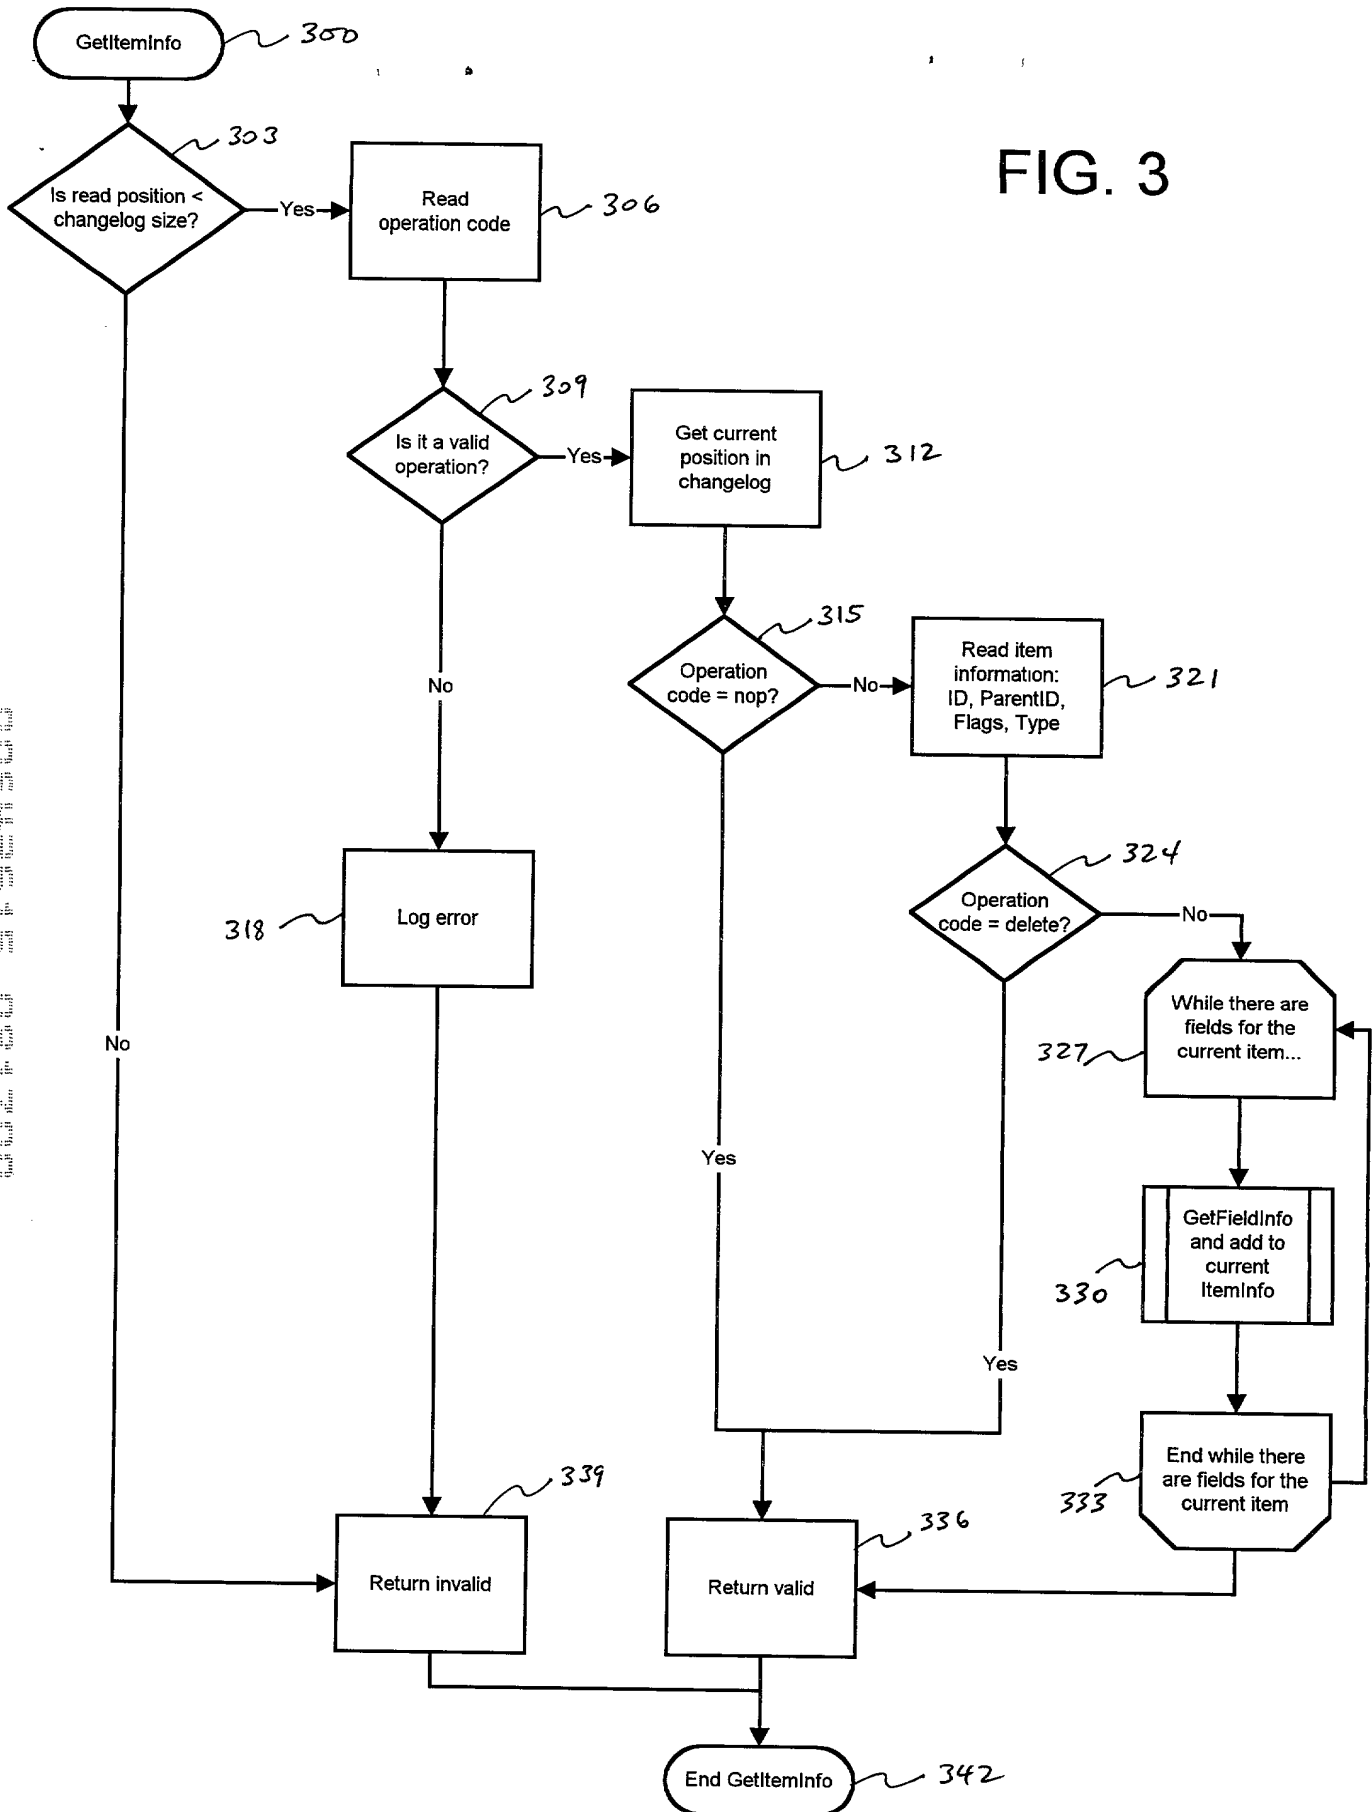 GetItemInfo
300
FIG. 3
303
Is read position <
changelog size?
Yes
Read
operation code
306
309
Is it a valid
operation?
Yes
Get current
position in
changelog
312
315
Operation
code = nop?
No
Read item
information:
ID, ParentID,
Flags, Type
321
No
324
Operation
code = delete?
No
318
Log error
While there are
fields for the
current item...
327
No
Yes
GetFieldInfo
and add to
current
ItemInfo
330
Yes
End while there
are fields for the
current item
333
339
Return invalid
336
Return valid
End GetItemInfo
342